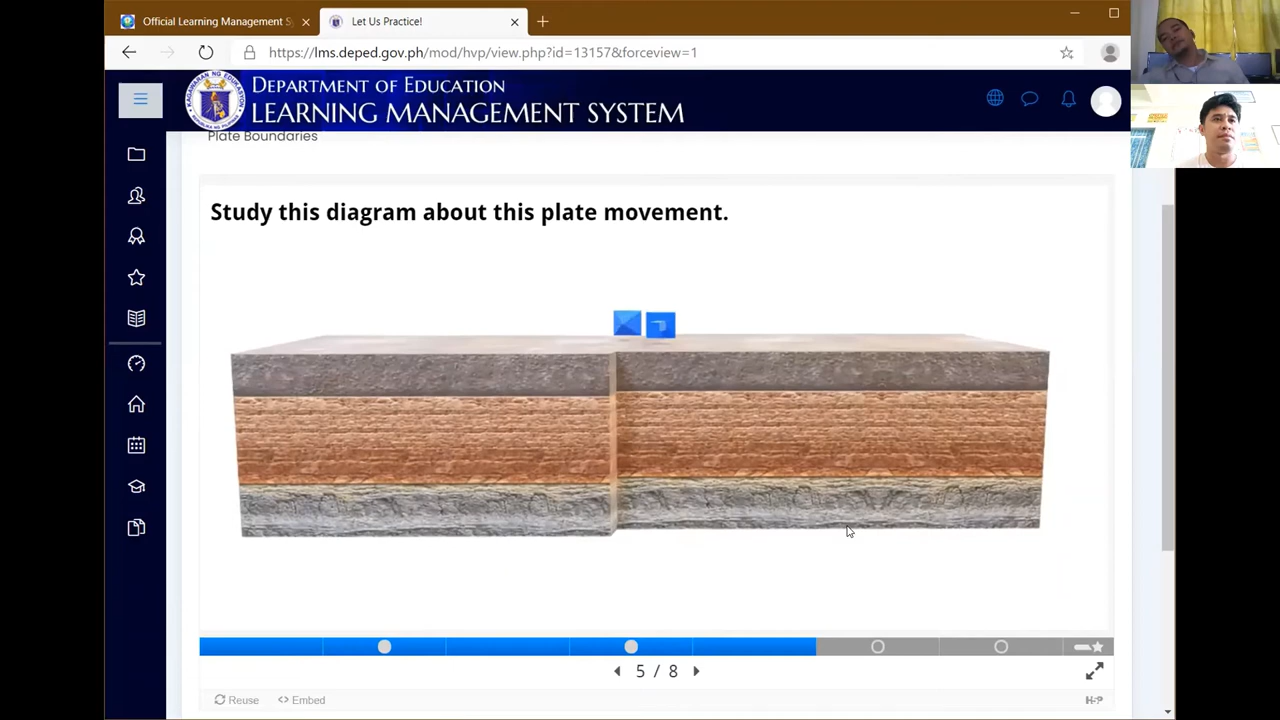 Official Learning Management S
Let Us Practice!
https://lms.deped.gov.ph/mod/hvp/view.php?id=13157&forceview=1
DEPARTMENT OF EDUCATION
LEARNING MANAGEMENT SYSTEM
Plate Boundaries
Study this diagram about this plate movement.
5 / 8
Reuse
<> Embed
H5P